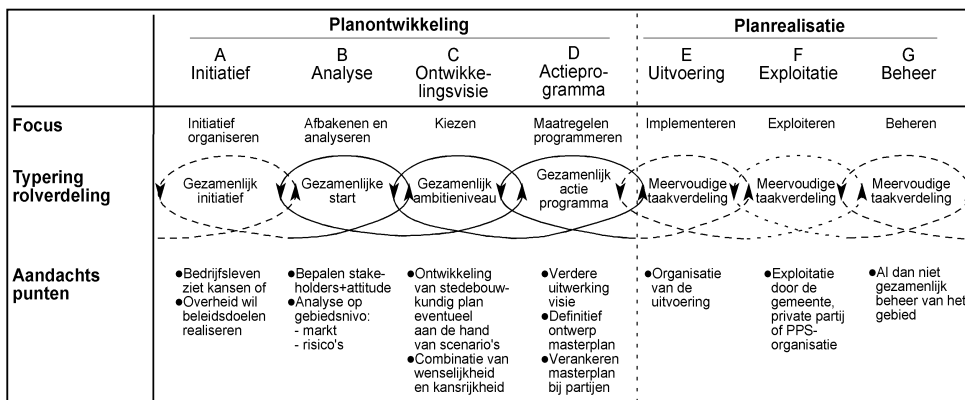 Planontwikkeling
Planrealisatie
A
Initiatief
B
Analyse
C
Ontwikke-
lingsvisie
D
Actiepro-
gramma
E
Uitvoering
F
Exploitatie
G
Beheer
Focus
Initiatief
organiseren
Afbakenen en
analyseren
Kiezen
Maatregelen
programmeren
Implementeren
Exploiteren
Beheren
Typering
rolverdeling
Gezamenlijk
initiatief
Gezamenlijke
start
Gezamenlijk
ambitieniveau
Gezamenlijk
actie
programma
Meervoudige
taakverdeling
Meervoudige
taakverdeling
Meervoudige
taakverdeling
Aandachts
punten
●Bedrijfsleven
ziet kansen of
●Overheid wil
beleidsdoelen
realiseren
●Bepalen stake-
holders+attitude
●Analyse op
gebiedsnivo:
- markt
- risico's
●Ontwikkeling
van stedebouw-
kundig plan
eventueel
aan de hand
van scenario's
●Combinatie van
wenselijkheid
en kansrijkheid
●Verdere
uitwerking
visie
●Definitief
ontwerp
masterplan
●Verankeren
masterplan
bij partijen
●Organisatie
van de
uitvoering
●Exploitatie
door de
gemeente,
private partij
of PPS-
organisatie
●Al dan niet
gezamenlijk
beheer van het
gebied